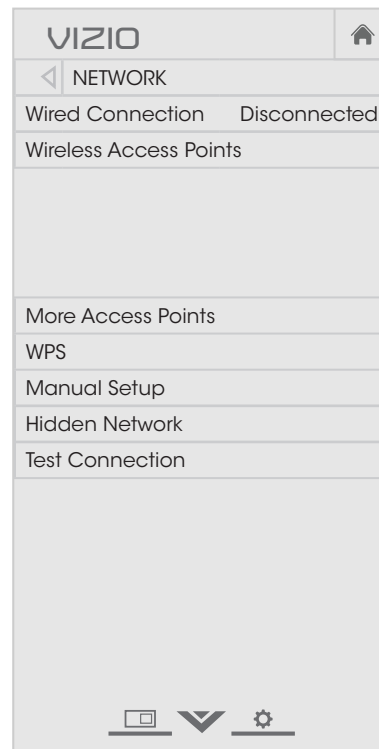 VIZIO
NETWORK
Wired Connection Disconnected
Wireless Access Points
More Access Points
WPS
Manual Setup
Hidden Network
Test Connection